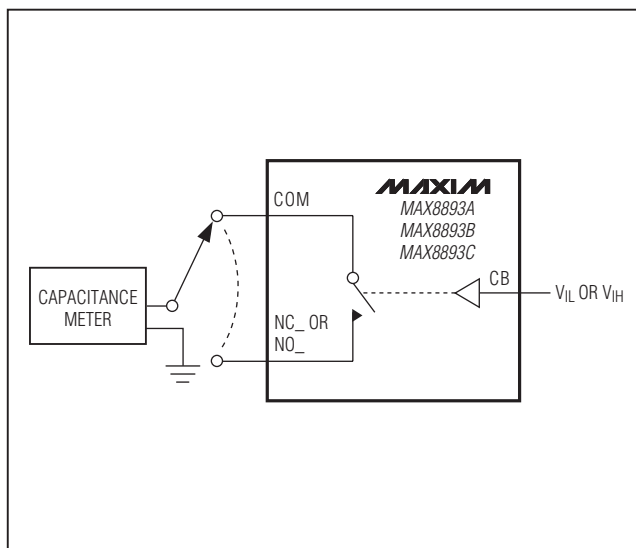 MAXIM
MAX8893A
MAX8893B
MAX8893C
COM
CB
V_IL OR V_IH
CAPACITANCE
METER
NC_ OR
NO_